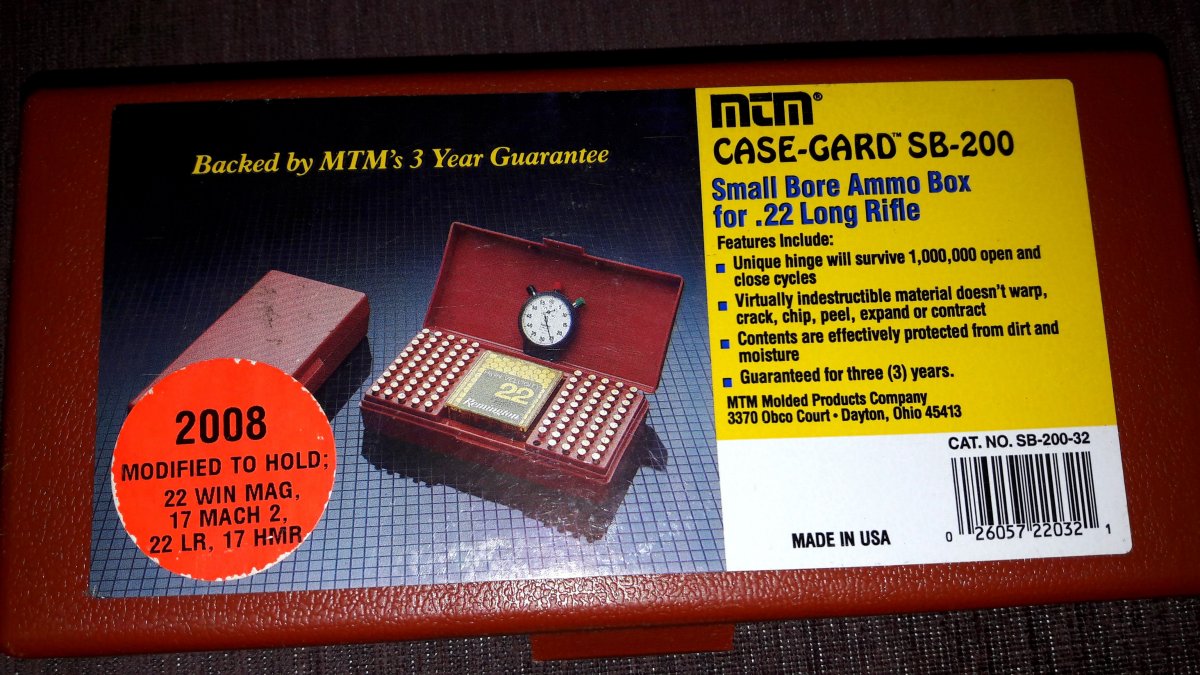 Backed by MTM's 3 Year Guarantee
mTm®
CASE-GARD™ SB-200
Small Bore Ammo Box
for .22 Long Rifle
Features Include:
Unique hinge will survive 1,000,000 open and
close cycles
Virtually indestructible material doesn't warp,
crack, chip, peel, expand or contract
Contents are effectively protected from dirt and
moisture
Guaranteed for three (3) years.
MTM Molded Products Company
3370 Obco Court • Dayton, Ohio 45413
CAT. NO. SB-200-32
MADE IN USA
0 26057 22032 1
22
Remington
2008
MODIFIED TO HOLD;
22 WIN MAG,
17 MACH 2,
22 LR, 17 HMR